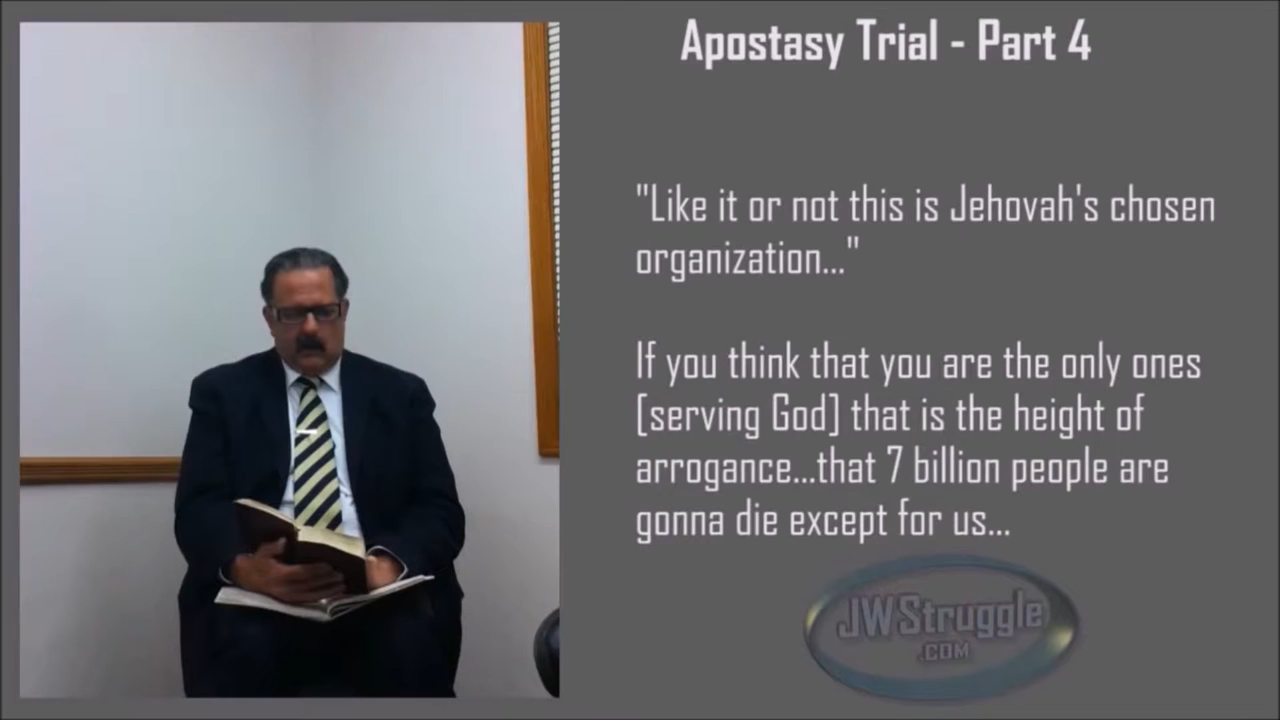 Apostasy Trial - Part 4
"Like it or not this is Jehovah's chosen
organization..."
If you think that you are the only ones
[serving God] that is the height of
arrogance...that 7 billion people are
gonna die except for us...
JWStruggle
.COM